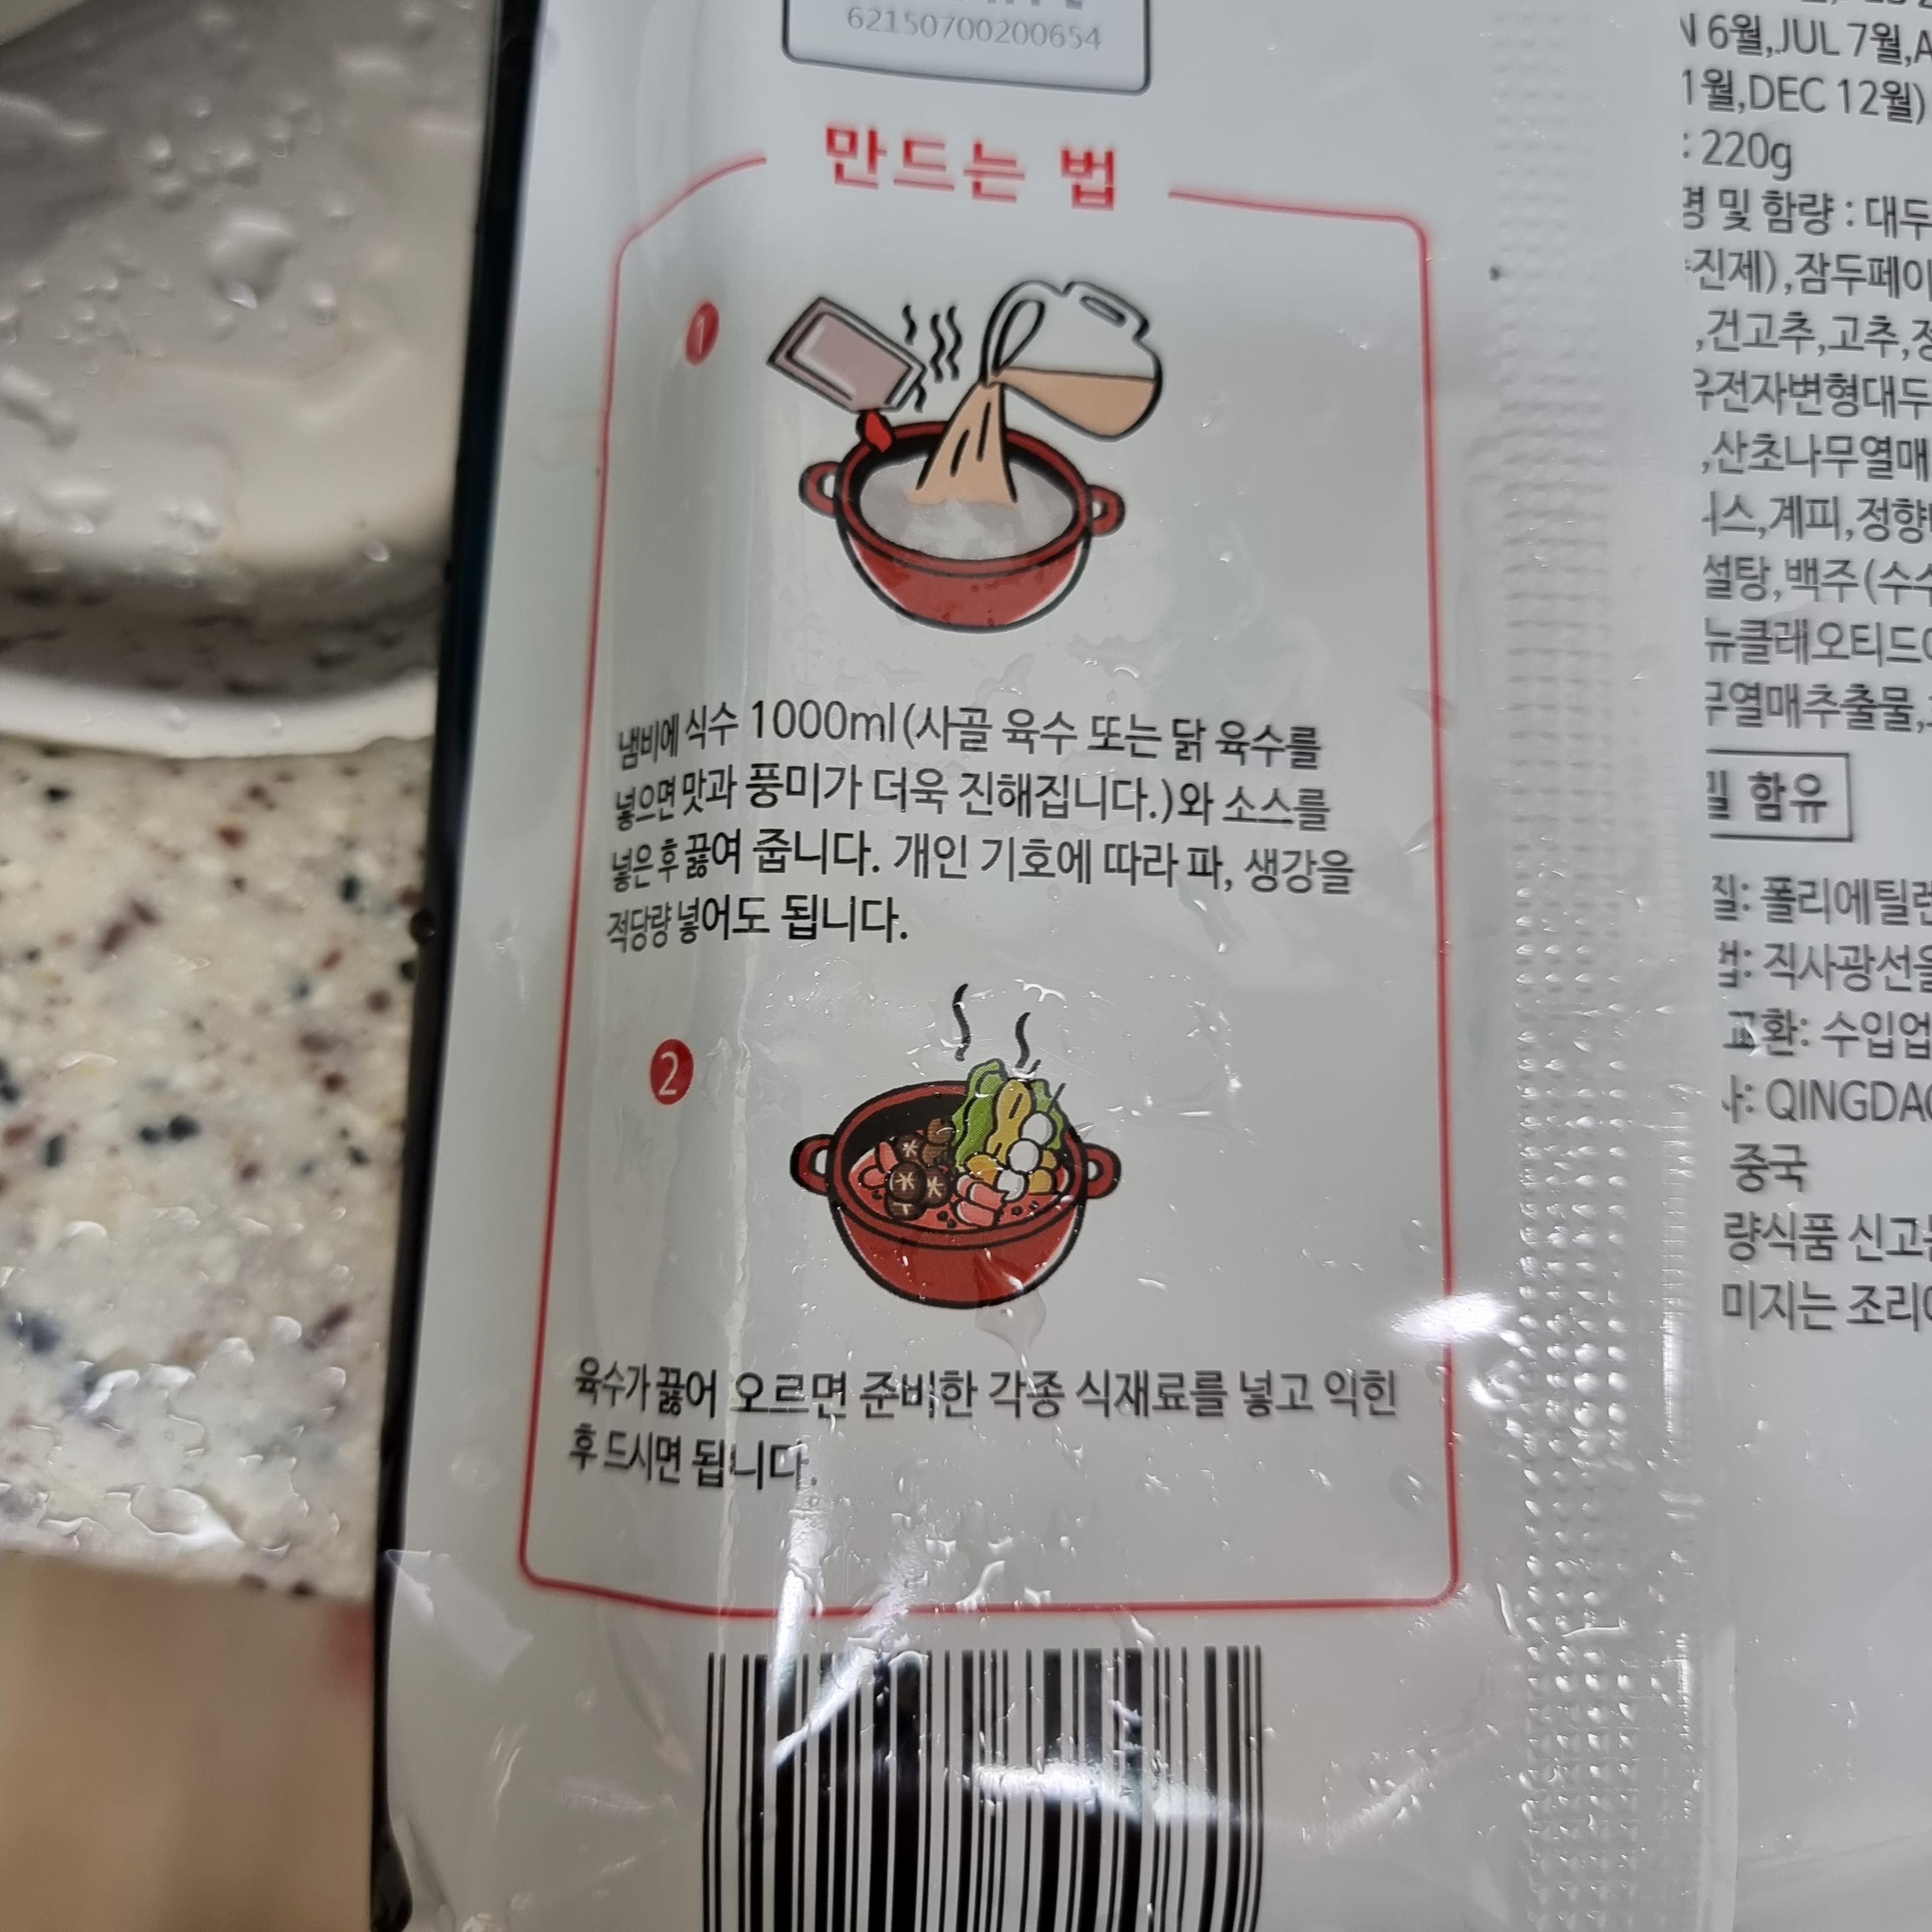 62150700200654
만드는 법
1
냄비에 식수 1000ml(사골 육수 또는 닭 육수를
넣으면 맛과 풍미가 더욱 진해집니다.)와 소스를
넣은 후 끓여 줍니다. 개인 기호에 따라 파, 생강을
적당량 넣어도 됩니다.
2
육수가 끓어 오르면 준비한 각종 식재료를 넣고 익힌
후 드시면 됩니다.
6월,JUL 7월,A
1월,DEC 12월)
: 220g
및 함량 : 대두
진제),잠두페이
,건고추,고추,
전자변형대두
,산초나무열매
스,계피,정향
설탕,백주(수수
뉴클레오티드
열매추출물,
함유
질: 폴리에틸렌
법: 직사광선을
교환: 수입업
사: QINGDAO
중국
량식품 신고는
미지는 조리